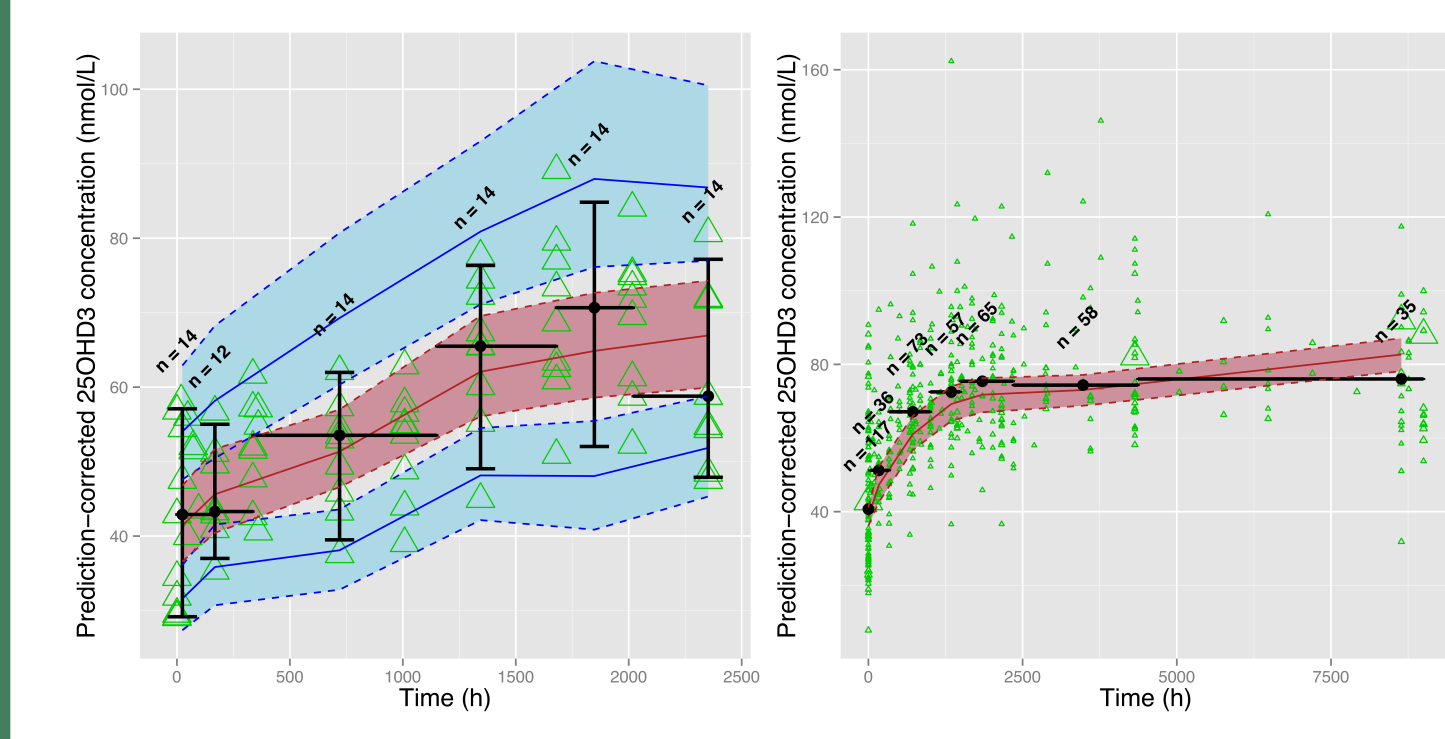 Prediction−corrected 25OHD3 concentration (nmol/L)
100
80
60
40
n = 14
n = 12
n = 14
n = 14
n = 14
n = 14
0
500
1000
1500
2000
2500
Time (h)
Prediction−corrected 25OHD3 concentration (nmol/L)
160
120
80
40
n = 117
n = 36
n = 73
n = 57
n = 65
n = 58
n = 35
0
2500
5000
7500
Time (h)